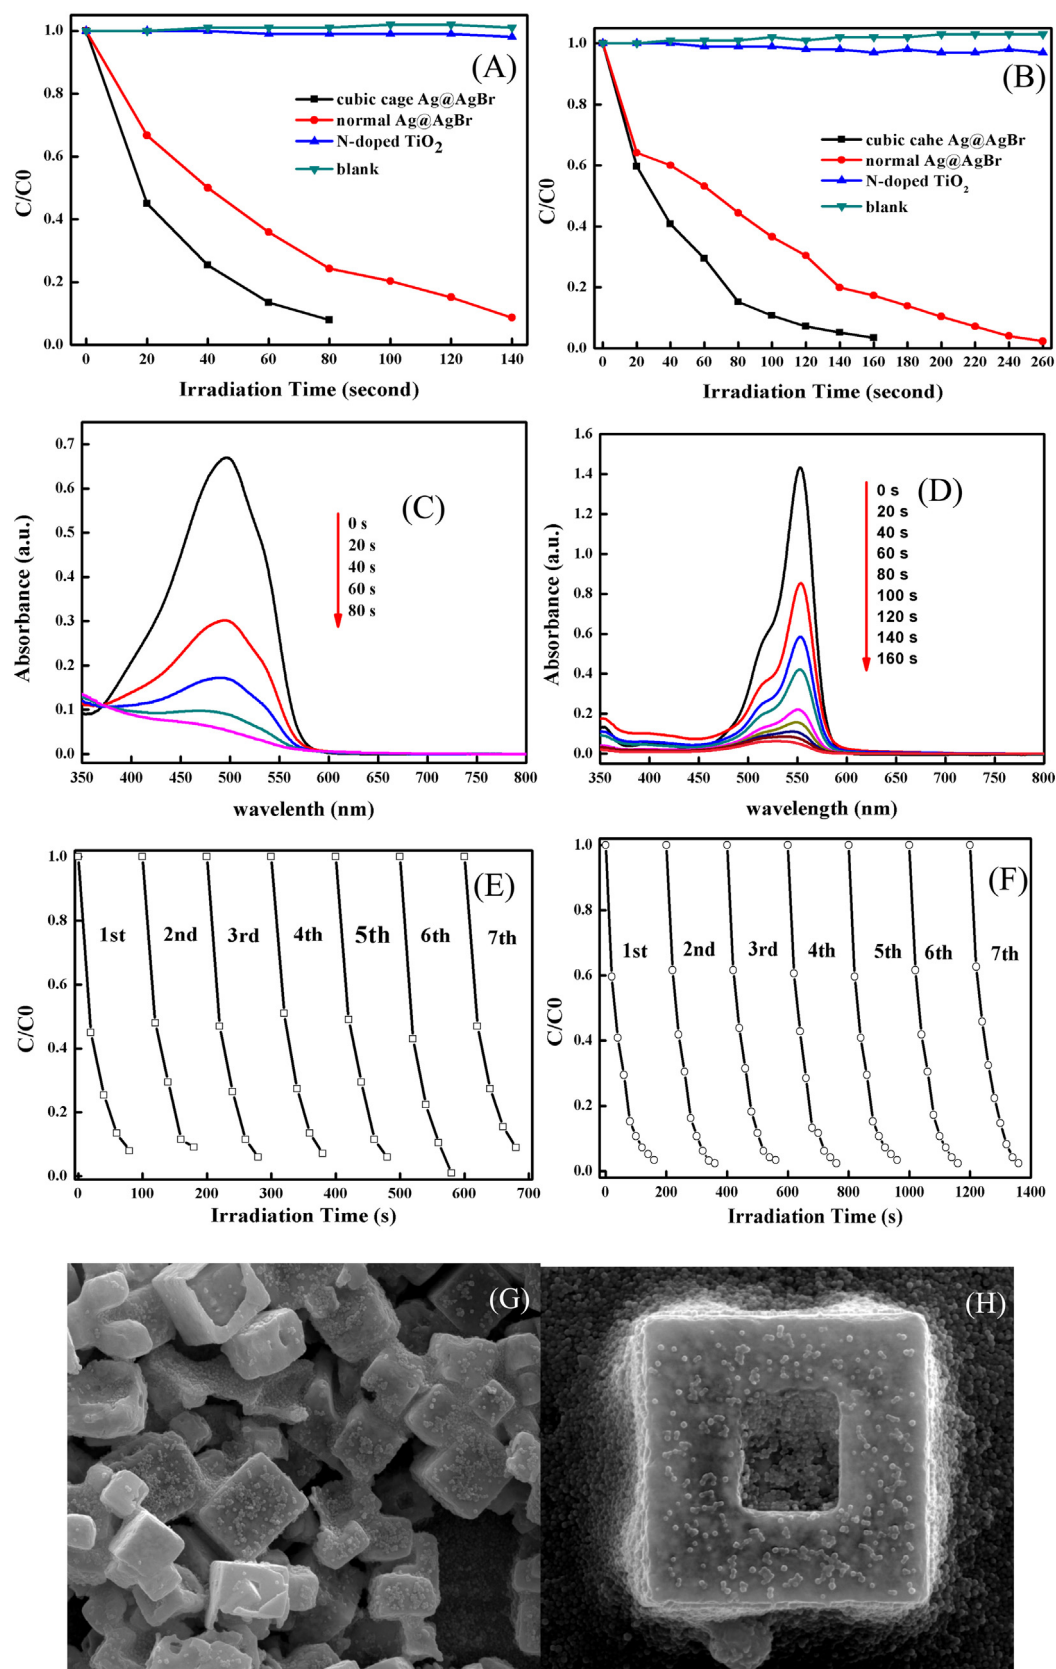 (A)
1.0
0.8
0.6
0.4
0.2
0.0
C/C0
cubic cage Ag@AgBr
normal Ag@AgBr
N-doped TiO2
blank
0 20 40 60 80 100 120 140
Irradiation Time (second)
(B)
1.0
0.8
0.6
0.4
0.2
0.0
C/C0
cubic cahe Ag@AgBr
normal Ag@AgBr
N-doped TiO2
blank
0 20 40 60 80 100 120 140 160 180 200 220 240 260
Irradiation Time (second)
(C)
0.7
0.6
0.5
0.4
0.3
0.2
0.1
0.0
Absorbance (a.u.)
0 s
20 s
40 s
60 s
80 s
350 400 450 500 550 600 650 700 750 800
wavelenth (nm)
(D)
1.6
1.4
1.2
1.0
0.8
0.6
0.4
0.2
0.0
Absorbance (a.u.)
0 s
20 s
40 s
60 s
80 s
100 s
120 s
140 s
160 s
350 400 450 500 550 600 650 700 750 800
wavelength (nm)
(E)
1.0
0.8
0.6
0.4
0.2
0.0
C/C0
1st 2nd 3rd 4th 5th 6th 7th
0 100 200 300 400 500 600 700
Irradiation Time (s)
(F)
1.0
0.8
0.6
0.4
0.2
0.0
C/C0
1st 2nd 3rd 4th 5th 6th 7th
0 200 400 600 800 1000 1200 1400
Irradiation Time (s)
(G)
(H)